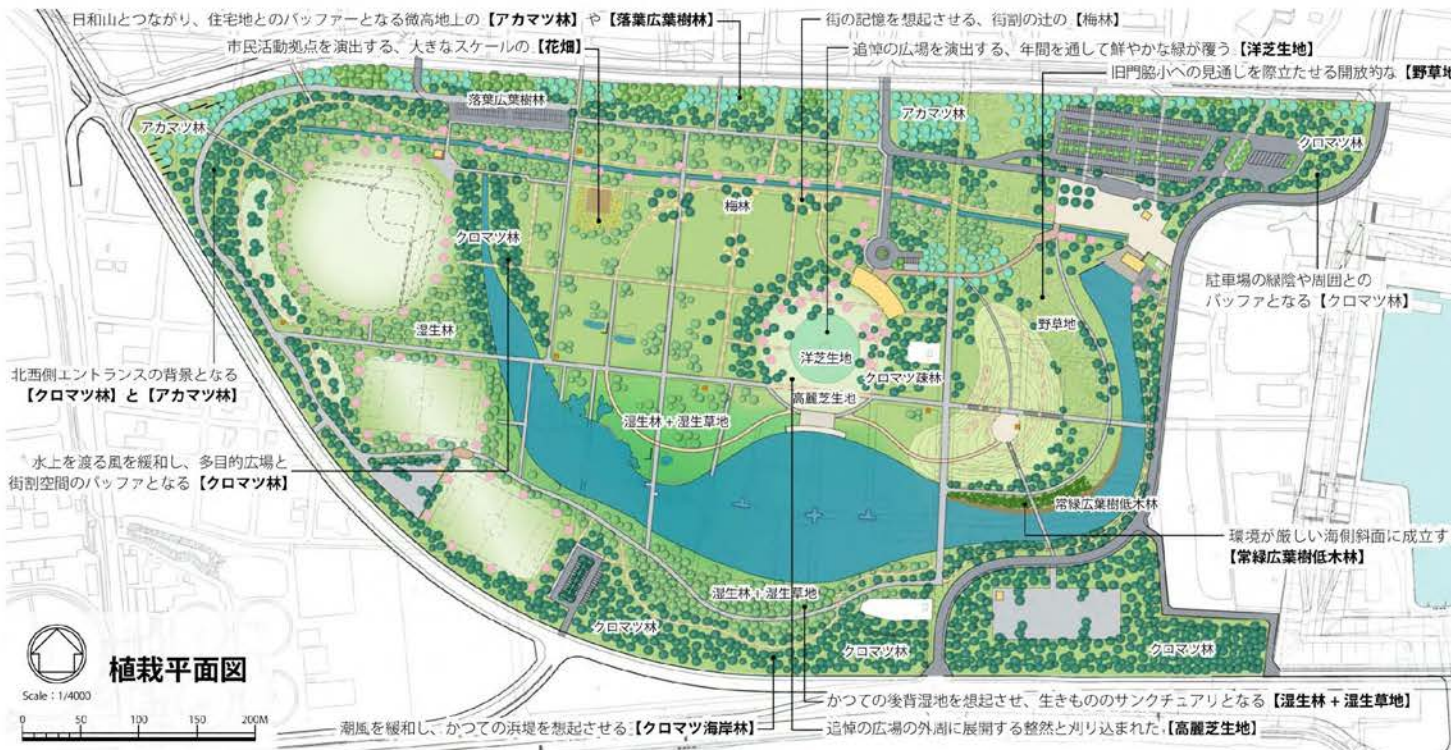 日和山とつながり、住宅地とのバッファーとなる微高地上の【アカマツ林】や【落葉広葉樹林】
街の記憶を想起させる、街割の辻の【梅林】
市民活動拠点を演出する、大きなスケールの【花畑】
追悼の広場を演出する、年間を通して鮮やかな緑が覆う【洋芝生地】
旧門脇小への見通しを際立たせる開放的な【野草地
落葉広葉樹林
アカマツ林
アカマツ林
クロマツ林
梅林
クロマツ林
駐車場の緑陰や周囲との
バッファとなる【クロマツ林】
湿生林
野草地
洋芝生地
クロマツ疎林
高麗芝生地
北西側エントランスの背景となる
【クロマツ林】と【アカマツ林】
湿生林+湿生草地
水上を渡る風を緩和し、多目的広場と
街割空間のバッファとなる【クロマツ林】
常緑広葉樹低木林
環境が厳しい海側斜面に成立す
【常緑広葉樹低木林】
湿生林+湿生草地
クロマツ林
クロマツ林
クロマツ林
植栽平面図
Scale:1/4000
0 50 100 200M
かつての後背湿地を想起させ、生きもののサンクチュアリとなる【湿生林+湿生草地】
潮風を緩和し、かつての浜堤を想起させる【クロマツ海岸林】
追悼の広場の外周に展開する整然と刈り込まれた【高麗芝生地】